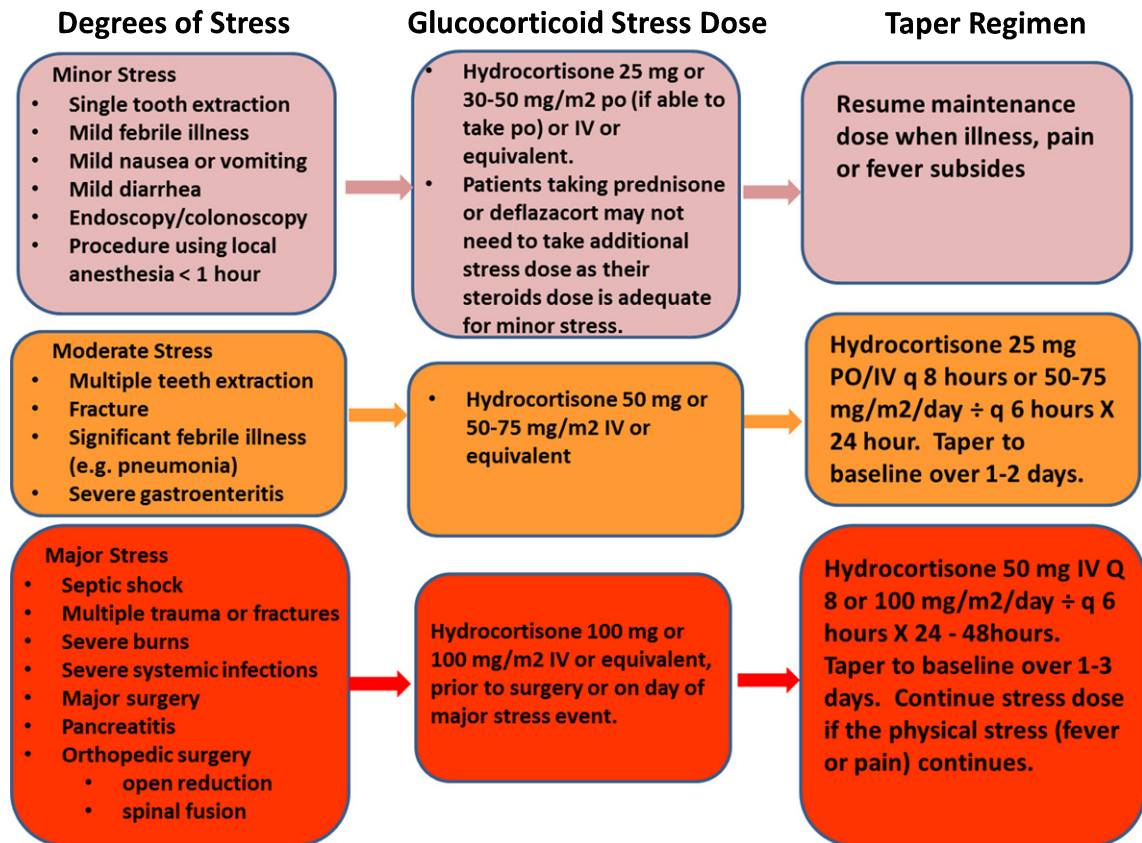 Degrees of Stress
Glucocorticoid Stress Dose
Taper Regimen
Minor Stress
• Single tooth extraction
• Mild febrile illness
• Mild nausea or vomiting
• Mild diarrhea
• Endoscopy/colonoscopy
• Procedure using local
anesthesia < 1 hour
• Hydrocortisone 25 mg or
30-50 mg/m2 po (if able to
take po) or IV or
equivalent.
• Patients taking prednisone
or deflazacort may not
need to take additional
stress dose as their
steroids dose is adequate
for minor stress.
Resume maintenance
dose when illness, pain
or fever subsides
Moderate Stress
• Multiple teeth extraction
• Fracture
• Significant febrile illness
(e.g. pneumonia)
• Severe gastroenteritis
• Hydrocortisone 50 mg or
50-75 mg/m2 IV or
equivalent
Hydrocortisone 25 mg
PO/IV q 8 hours or 50-75
mg/m2/day ÷ q 6 hours X
24 hour. Taper to
baseline over 1-2 days.
Major Stress
• Septic shock
• Multiple trauma or fractures
• Severe burns
• Severe systemic infections
• Major surgery
• Pancreatitis
• Orthopedic surgery
• open reduction
• spinal fusion
Hydrocortisone 100 mg or
100 mg/m2 IV or equivalent,
prior to surgery or on day of
major stress event.
Hydrocortisone 50 mg IV Q
8 or 100 mg/m2/day ÷ q 6
hours X 24 - 48hours.
Taper to baseline over 1-3
days. Continue stress dose
if the physical stress (fever
or pain) continues.